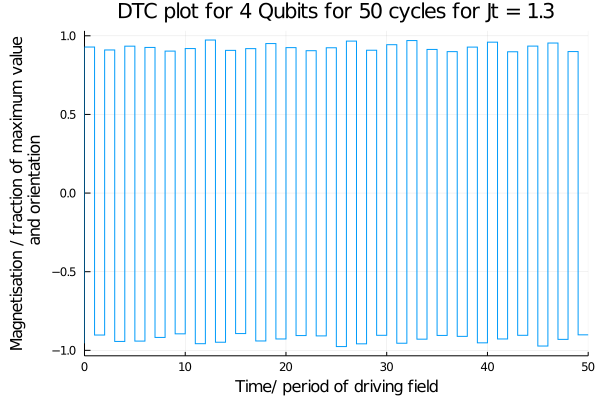 DTC plot for 4 Qubits for 50 cycles for Jt = 1.3
Magnetisation / fraction of maximum value
and orientation
1.0
0.5
0.0
−0.5
−1.0
0
10
20
30
40
50
Time/ period of driving field